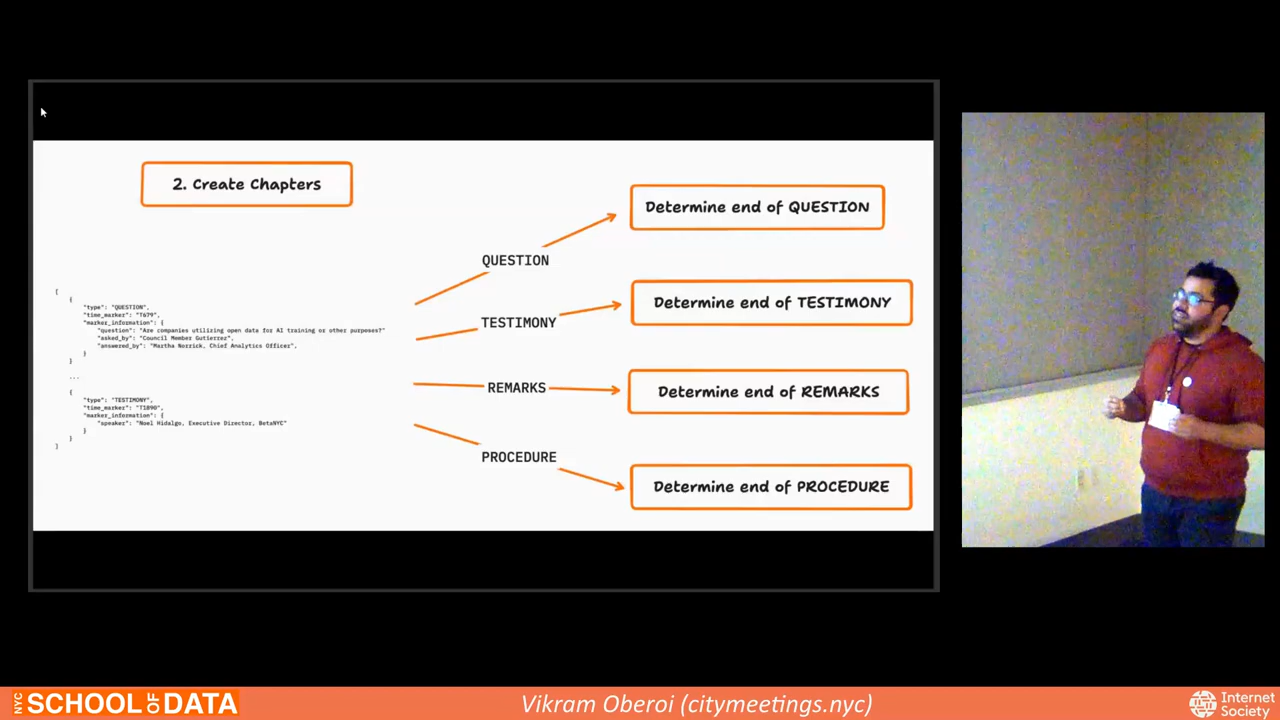 2. Create Chapters
[
{
"type": "QUESTION",
"time_marker": "T679",
"marker_information": {
"question": "Are companies utilizing open data for AI training or other purposes?"
"asked_by": "Council Member Gutierrez",
"answered_by": "Martha Norrick, Chief Analytics Officer",
}
]
...
{
"type": "TESTIMONY",
"time_marker": "T1890",
"marker_information": {
"speaker": "Noel Hidalgo, Executive Director, BetaNYC"
}
]
]
QUESTION
TESTIMONY
REMARKS
PROCEDURE
Determine end of QUESTION
Determine end of TESTIMONY
Determine end of REMARKS
Determine end of PROCEDURE
NYC SCHOOL OF DATA
Vikram Oberoi (citymeetings.nyc)
Internet
Society